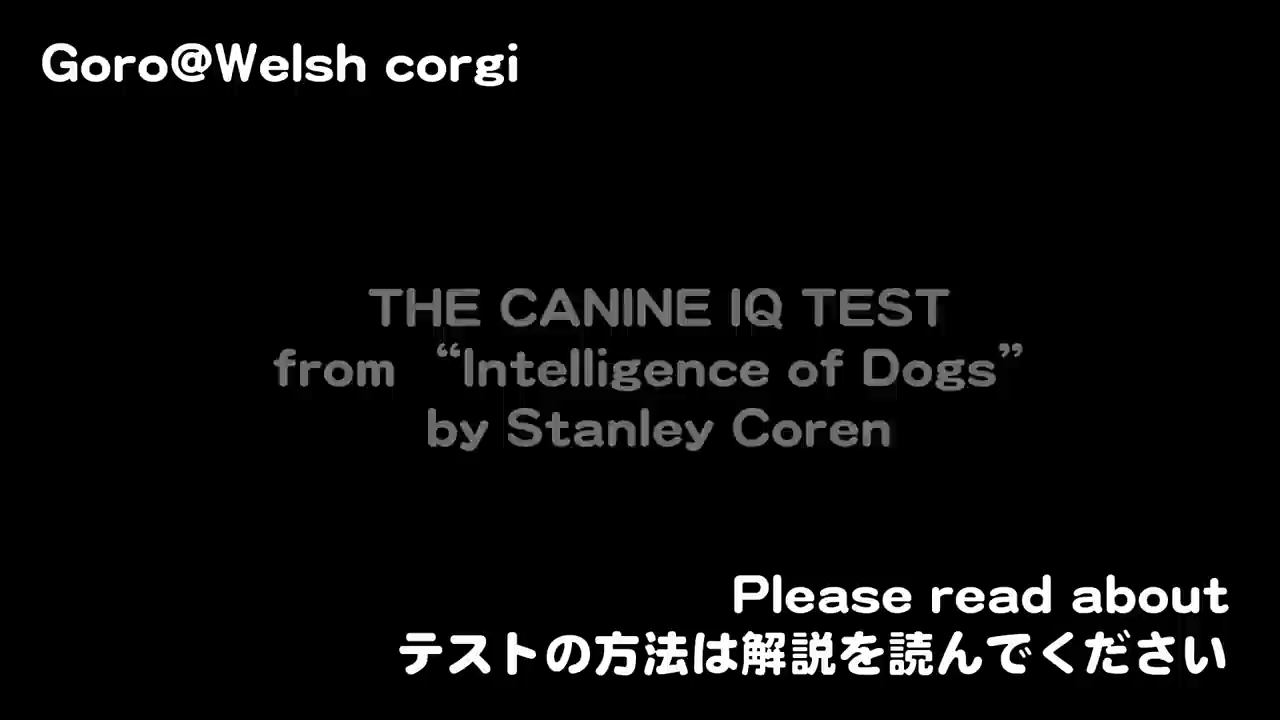 Goro@Welsh corgi
THE CANINE IQ TEST
from “Intelligence of Dogs”
by Stanley Coren
Please read about
テストの方法は解説を読んでください